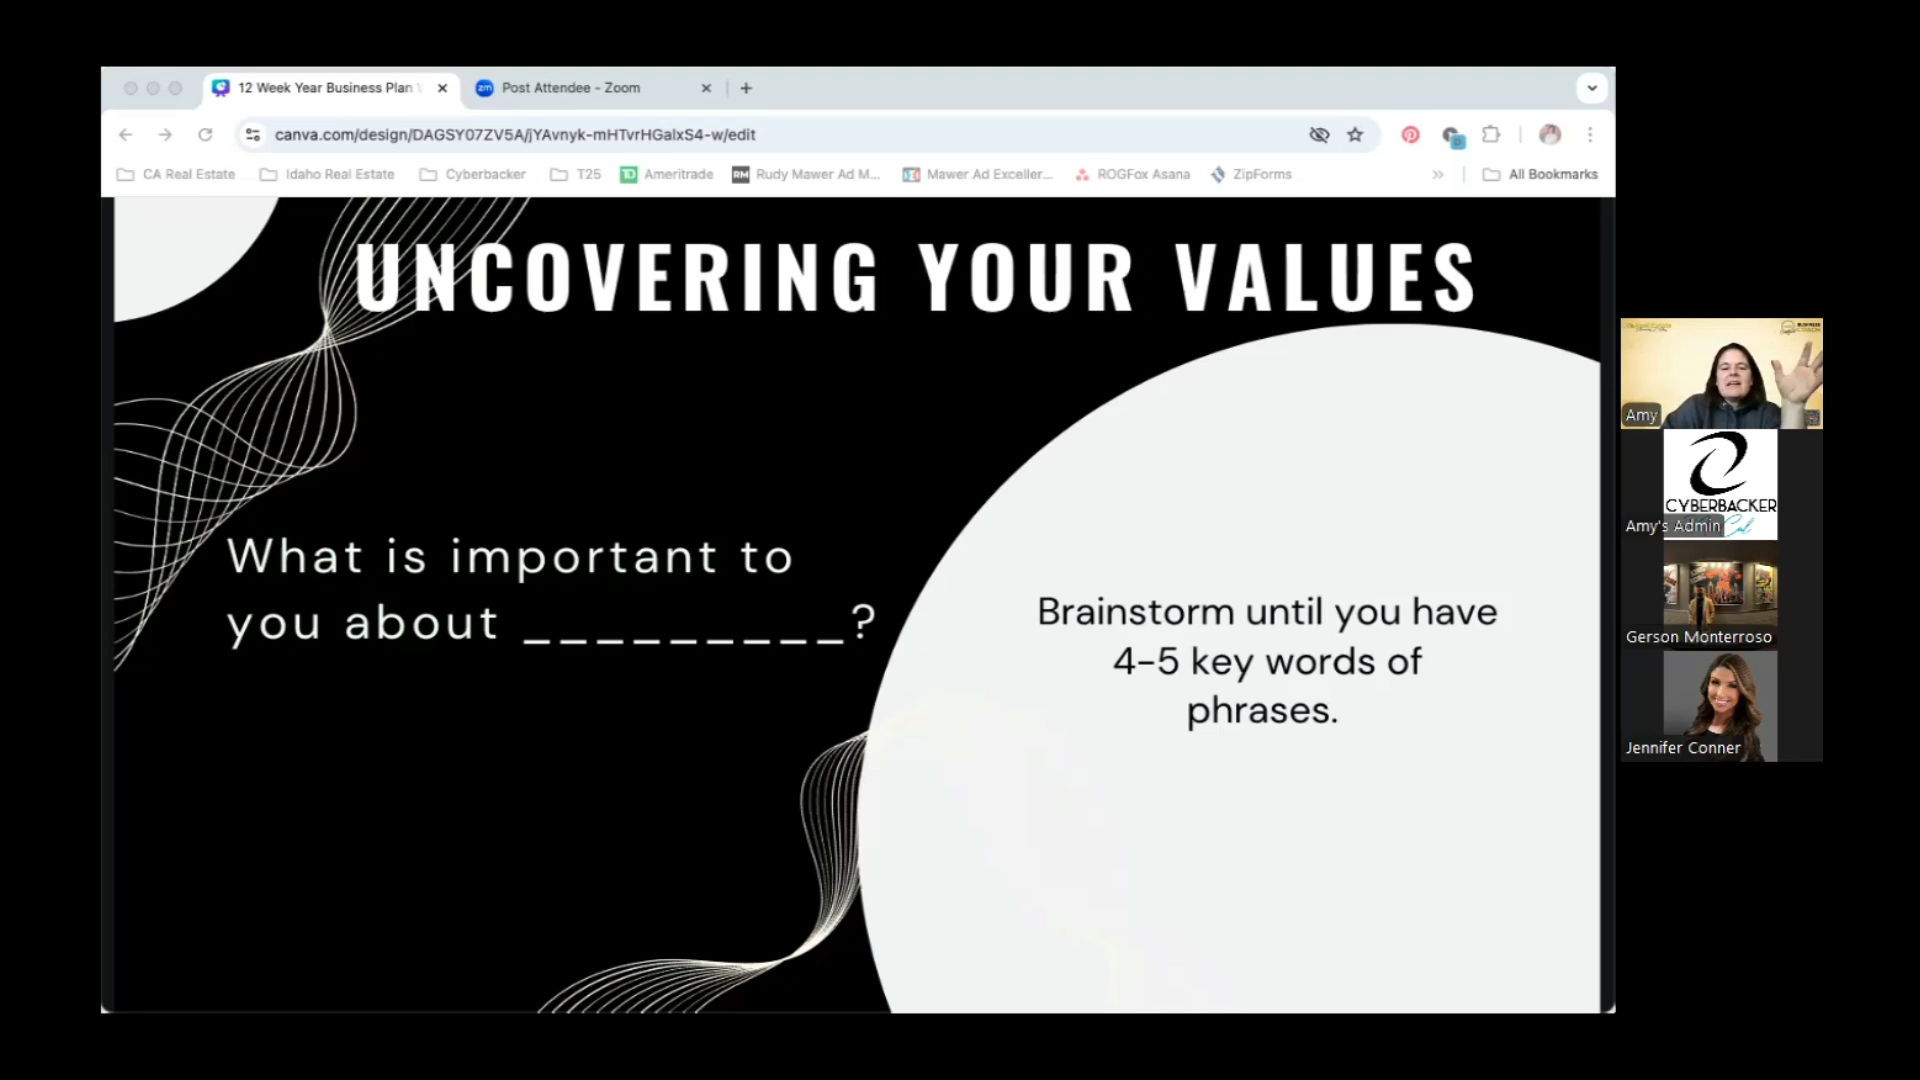 12 Week Year Business Plan
Post Attendee - Zoom
canva.com/design/DAGSY07ZV5A/jYAvnyk-mHTvrHGalxS4-w/edit
CA Real Estate
Idaho Real Estate
Cyberbacker
T25
TD
Ameritrade
RM
Rudy Mawer Ad M...
Mawer Ad Exceller...
ROGFox Asana
ZipForms
All Bookmarks
UNCOVERING YOUR VALUES
What is important to
you about _________?
Brainstorm until you have
4-5 key words of
phrases.
Amy
CYBERBACKER
Amy's Admin
Gerson Monterroso
Jennifer Conner